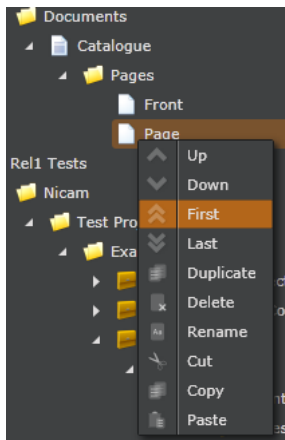 Documents
Catalogue
Pages
Front
Page
Rel1 Tests
Up
Nicam
Down
Test Pro
First
Exa
Last
Duplicate
Delete
Rename
Cut
Copy
Paste